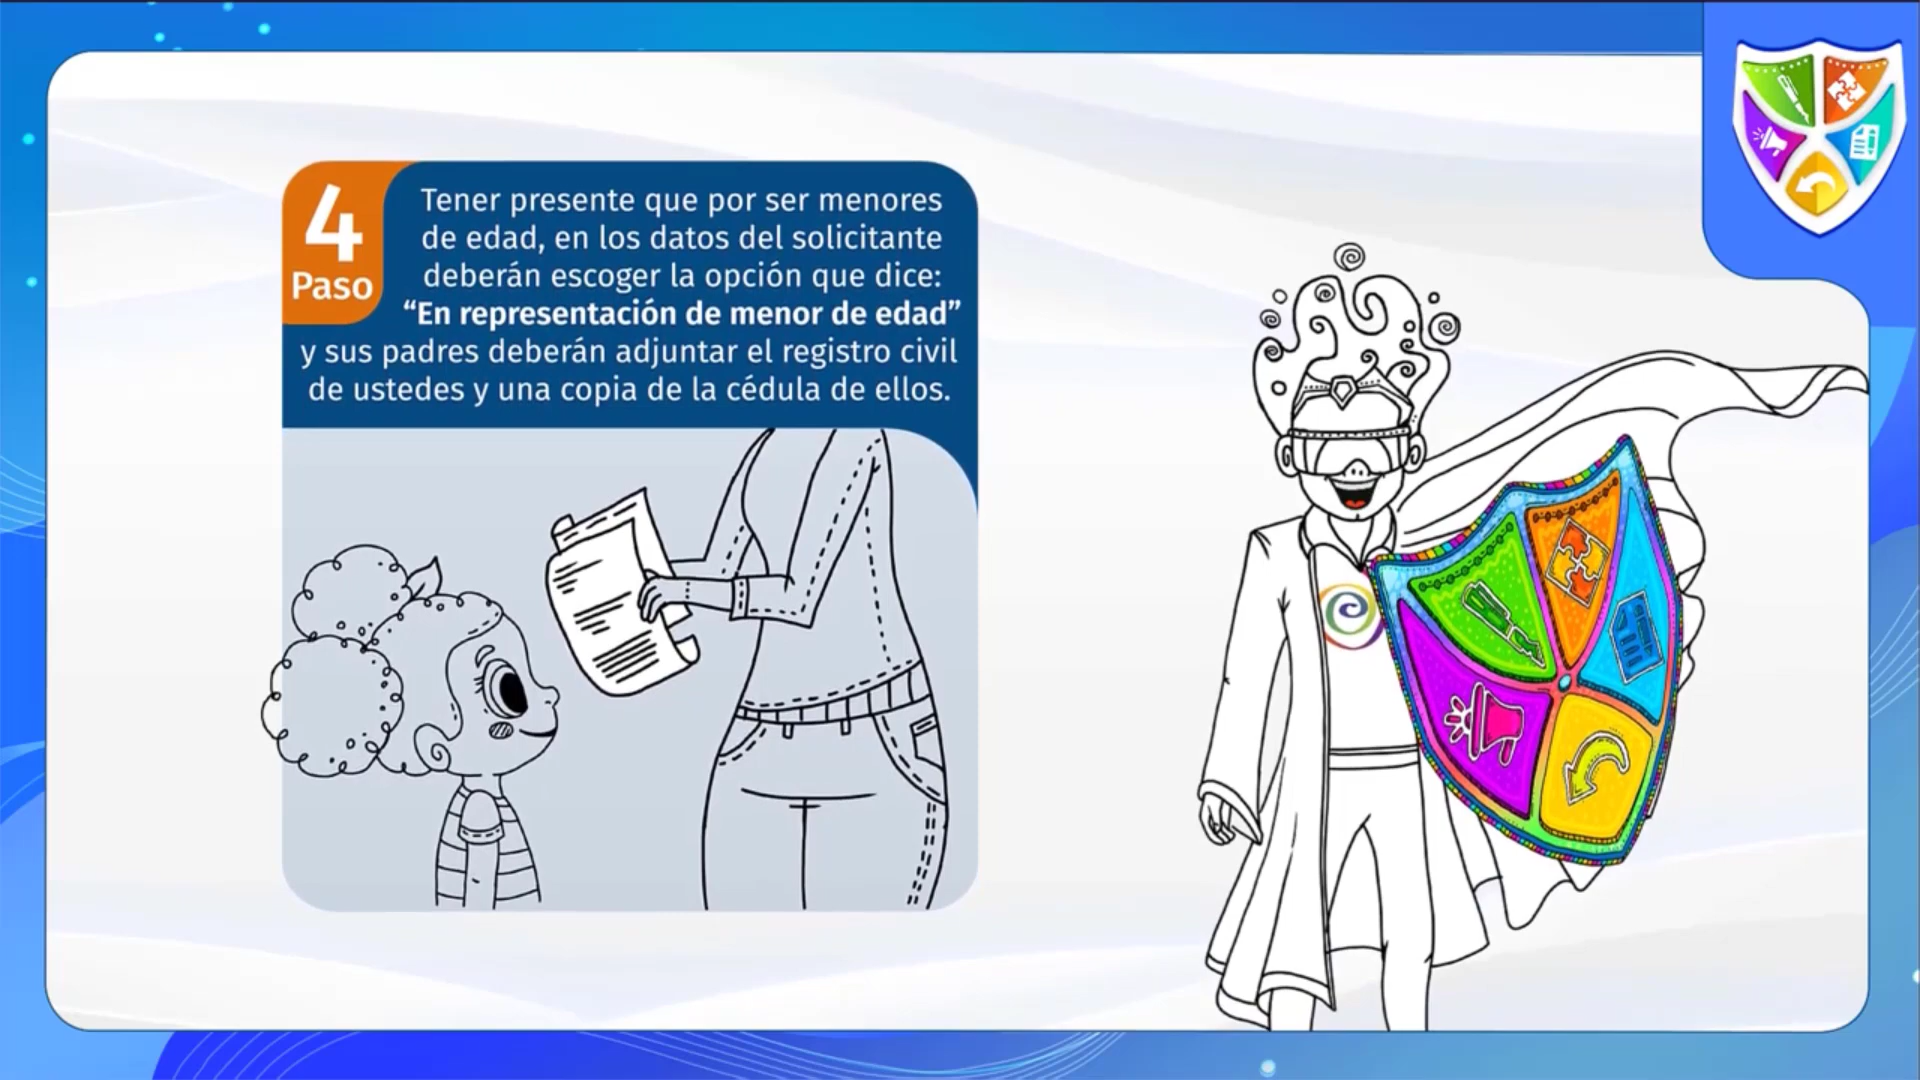 4
Paso
Tener presente que por ser menores
de edad, en los datos del solicitante
deberán escoger la opción que dice:
“En representación de menor de edad”
y sus padres deberán adjuntar el registro civil
de ustedes y una copia de la cédula de ellos.